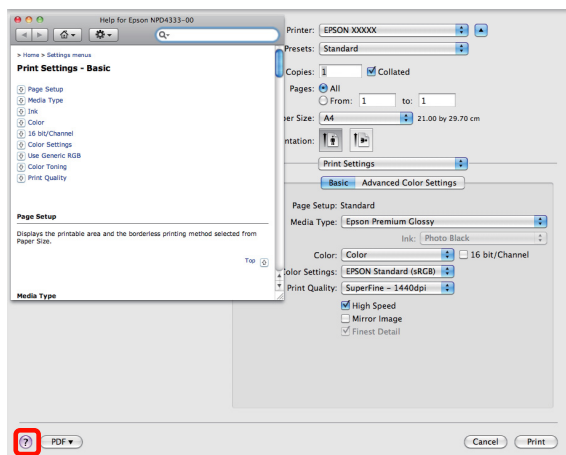 Help for Epson NPD4333-00
Q-
> Home > Settings menus
Print Settings - Basic
Page Setup
Media Type
Ink
Color
16 bit/Channel
Color Settings
Use Generic RGB
Color Toning
Print Quality
Page Setup
Displays the printable area and the borderless printing method selected from
Paper Size.
Top
Media Type
Printer: EPSON XXXXX
Presets: Standard
Copies: 1 Collated
Pages: All
From: 1 to: 1
per Size: A4 21.00 by 29.70 cm
ntation:
Print Settings
Basic Advanced Color Settings
Page Setup: Standard
Media Type: Epson Premium Glossy
Ink: Photo Black
Color: Color 16 bit/Channel
Color Settings: EPSON Standard (sRGB)
Print Quality: SuperFine - 1440dpi
High Speed
Mirror Image
Finest Detail
? PDF▼ Cancel Print